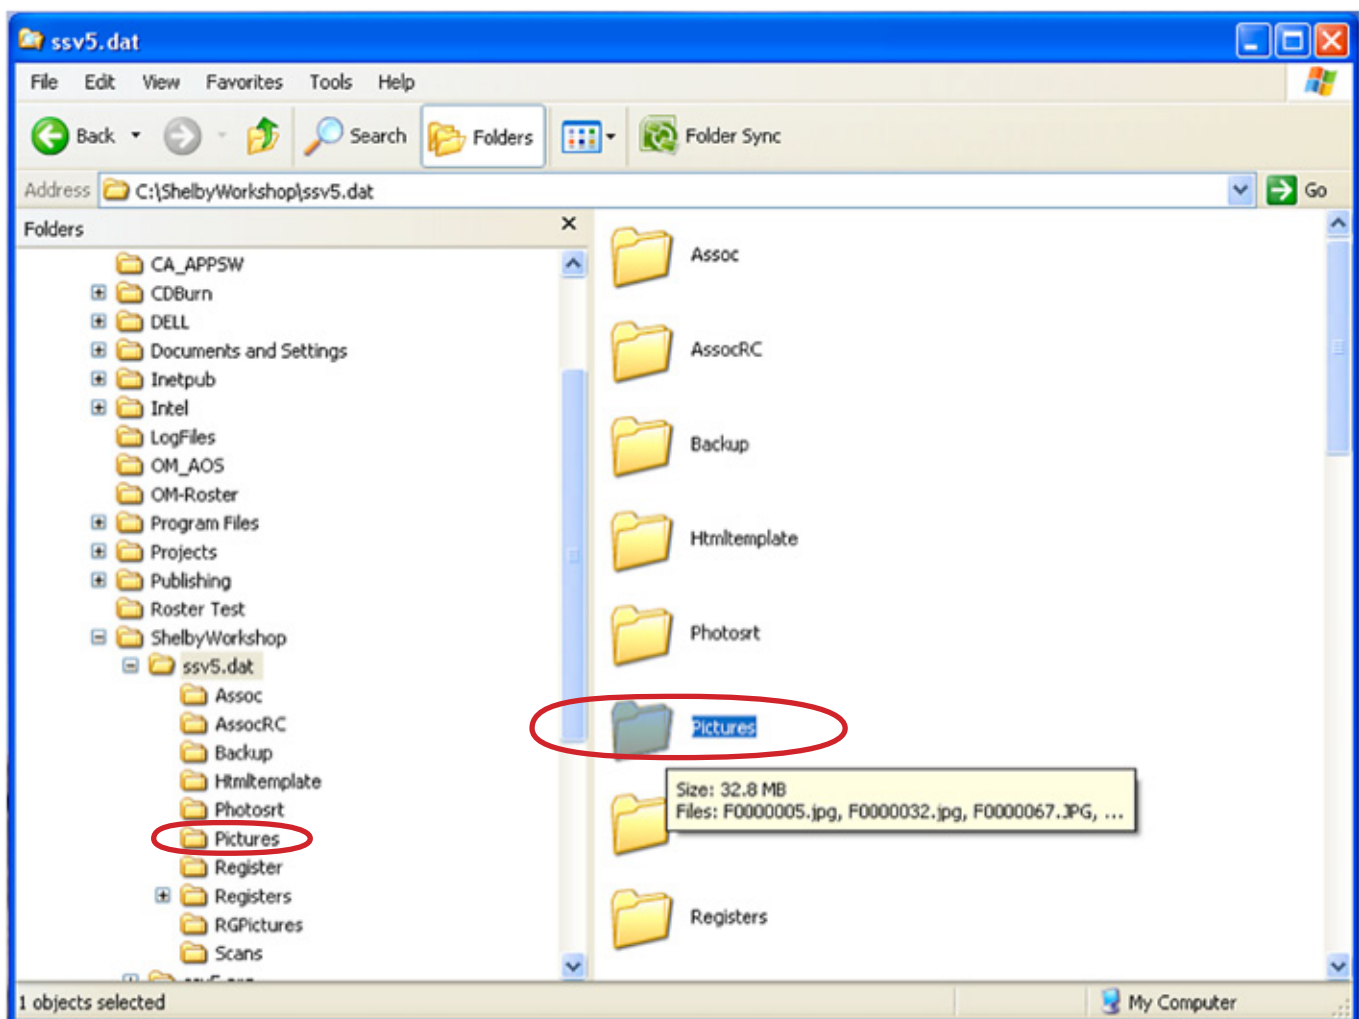 ssv5.dat
File Edit View Favorites Tools Help
Back Search Folders Folder Sync
Address C:\ShelbyWorkshop\ssv5.dat Go
Folders
CA_APPSW
CDBurn
DELL
Documents and Settings
Inetpub
Intel
LogFiles
OM_AOS
OM-Roster
Program Files
Projects
Publishing
Roster Test
ShelbyWorkshop
ssv5.dat
Assoc
AssocRC
Backup
Htmltemplate
Photosrt
Pictures
Register
Registers
RGPictures
Scans
Assoc
AssocRC
Backup
Htmltemplate
Photosrt
Pictures
Size: 32.8 MB
Files: F0000005.jpg, F0000032.jpg, F0000067.JPG, ...
Registers
1 objects selected
My Computer